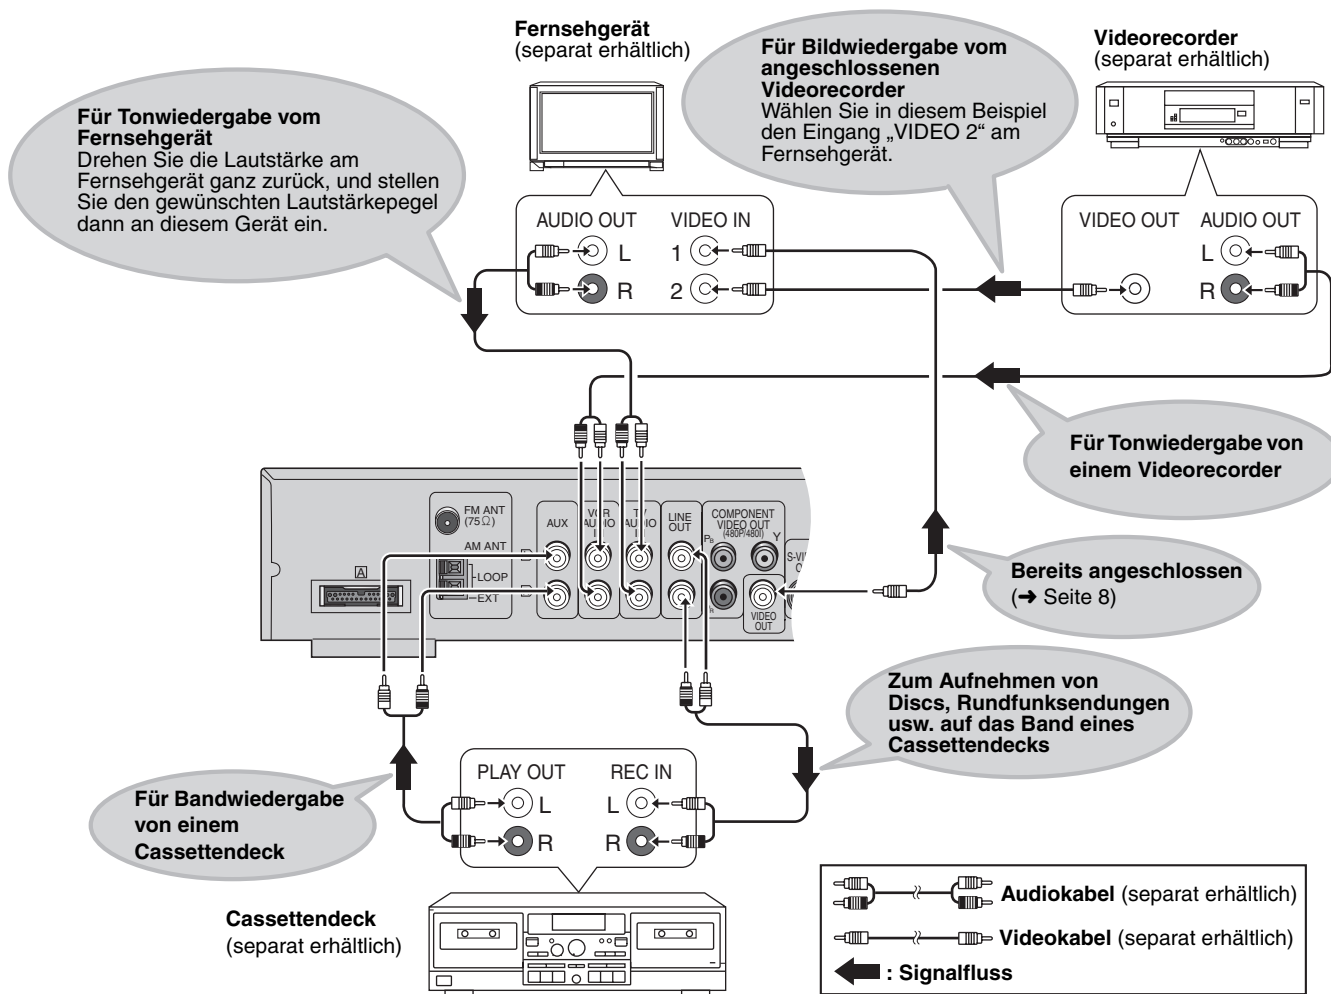 Fernsehgerät
(separat erhältlich)
Für Bildwiedergabe vom
angeschlossenen
Videorecorder
Wählen Sie in diesem Beispiel
den Eingang „VIDEO 2“ am
Fernsehgerät.
Videorecorder
(separat erhältlich)
Für Tonwiedergabe vom
Fernsehgerät
Drehen Sie die Lautstärke am
Fernsehgerät ganz zurück, und stellen
Sie den gewünschten Lautstärkepegel
dann an diesem Gerät ein.
AUDIO OUT
L
R
VIDEO IN
1
2
VIDEO OUT
AUDIO OUT
L
R
Für Tonwiedergabe von
einem Videorecorder
FM ANT
(75Ω)
AM ANT
LOOP
EXT
A
AUX
VCR
AUDIO
TV
AUDIO
LINE
OUT
COMPONENT
VIDEO OUT
(480P/480I)
PB
Y
VIDEO
OUT
Bereits angeschlossen
(➔ Seite 8)
Zum Aufnehmen von
Discs, Rundfunksendungen
usw. auf das Band eines
Cassettendecks
Für Bandwiedergabe
von einem
Cassettendeck
PLAY OUT
L
R
REC IN
L
R
Cassettendeck
(separat erhältlich)
Audiokabel (separat erhältlich)
Videokabel (separat erhältlich)
: Signalfluss